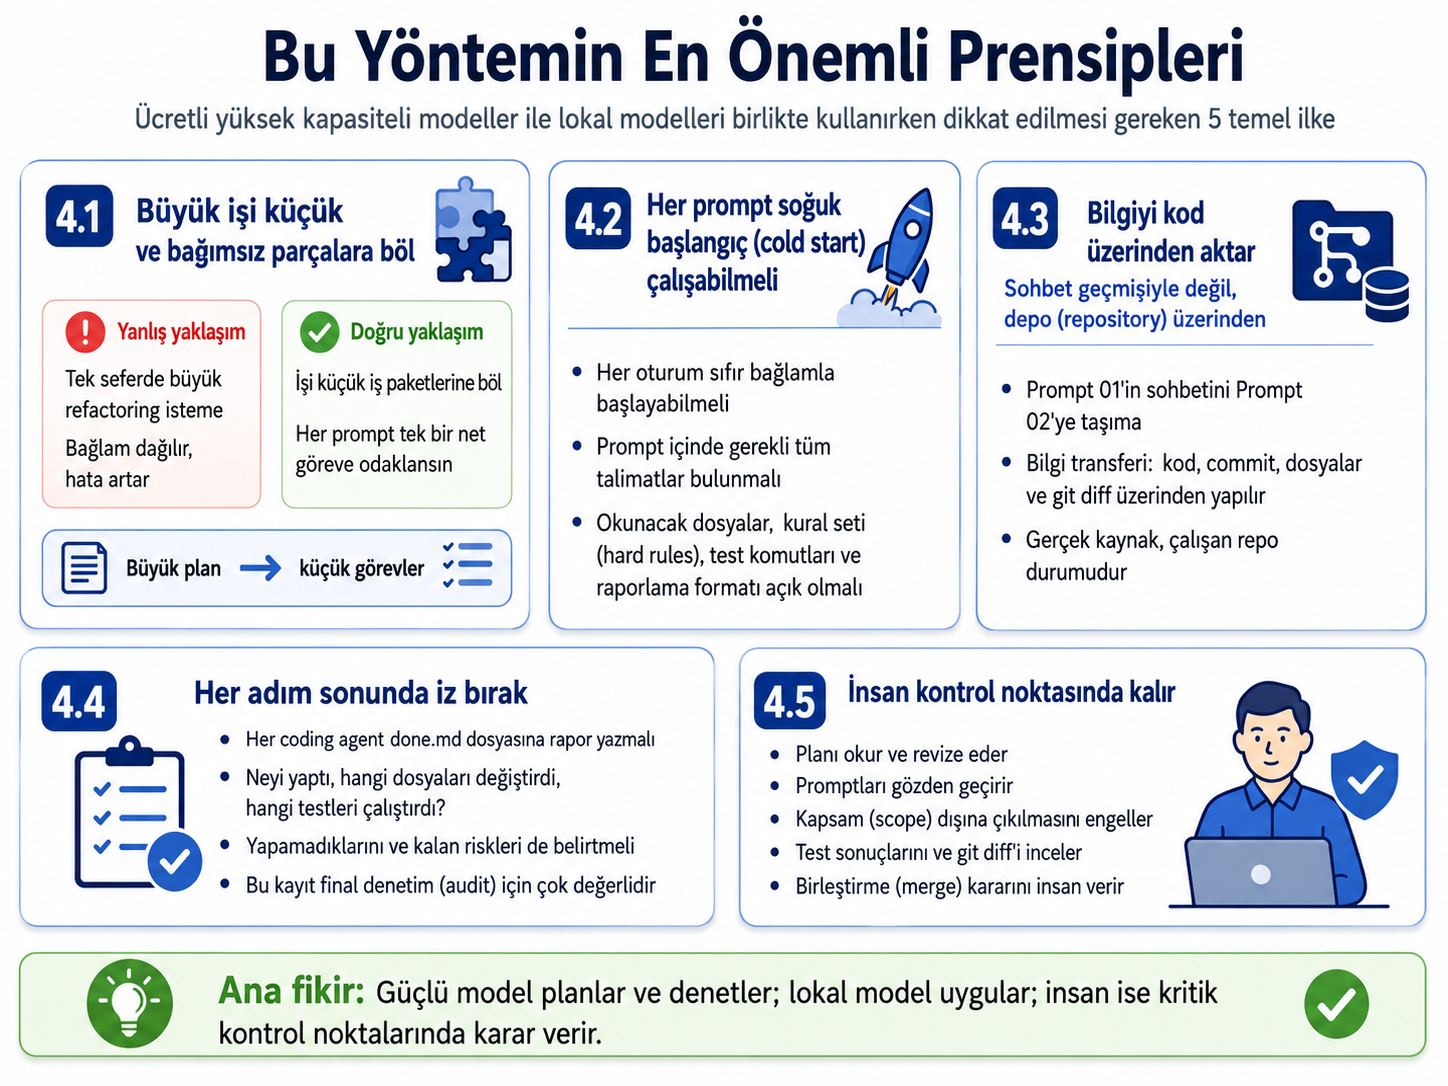 Bu Yöntemin En Önemli Prensipleri
Ücretli yüksek kapasiteli modeller ile lokal modelleri birlikte kullanırken dikkat edilmesi gereken 5 temel ilke
4.1
Büyük işi küçük
ve bağımsız parçalara böl
Yanlış yaklaşım
Tek seferde büyük
refactoring isteme
Bağlam dağılır,
hata artar
Doğru yaklaşım
İşi küçük iş paketlerine böl
Her prompt tek bir net
göreve odaklansın
Büyük plan
küçük görevler
4.2
Her prompt soğuk
başlangıç (cold start)
çalışabilmeli
• Her oturum sıfır bağlamla
başlayabilmeli
• Prompt içinde gerekli tüm
talimatlar bulunmalı
• Okunacak dosyalar, kural seti
(hard rules), test komutları ve
raporlama formatı açık olmalı
4.3
Bilgiyi kod
üzerinden aktar
Sohbet geçmişiyle değil,
depo (repository) üzerinden
• Prompt 01'in sohbetini Prompt
02'ye taşıma
• Bilgi transferi: kod, commit, dosyalar
ve git diff üzerinden yapılır
• Gerçek kaynak, çalışan repo
durumudur
4.4
Her adım sonunda iz bırak
• Her coding agent done.md dosyasına rapor yazmalı
• Neyi yaptı, hangi dosyaları değiştirdi,
hangi testleri çalıştırdı?
• Yapamadıklarını ve kalan riskleri de belirtmeli
• Bu kayıt final denetim (audit) için çok değerlidir
4.5
İnsan kontrol noktasında kalır
• Planı okur ve revize eder
• Promptları gözden geçirir
• Kapsam (scope) dışına çıkılmasını engeller
• Test sonuçlarını ve git diff'i inceler
• Birleştirme (merge) kararını insan verir
Ana fikir: Güçlü model planlar ve denetler; lokal model uygular; insan ise kritik
kontrol noktalarında karar verir.